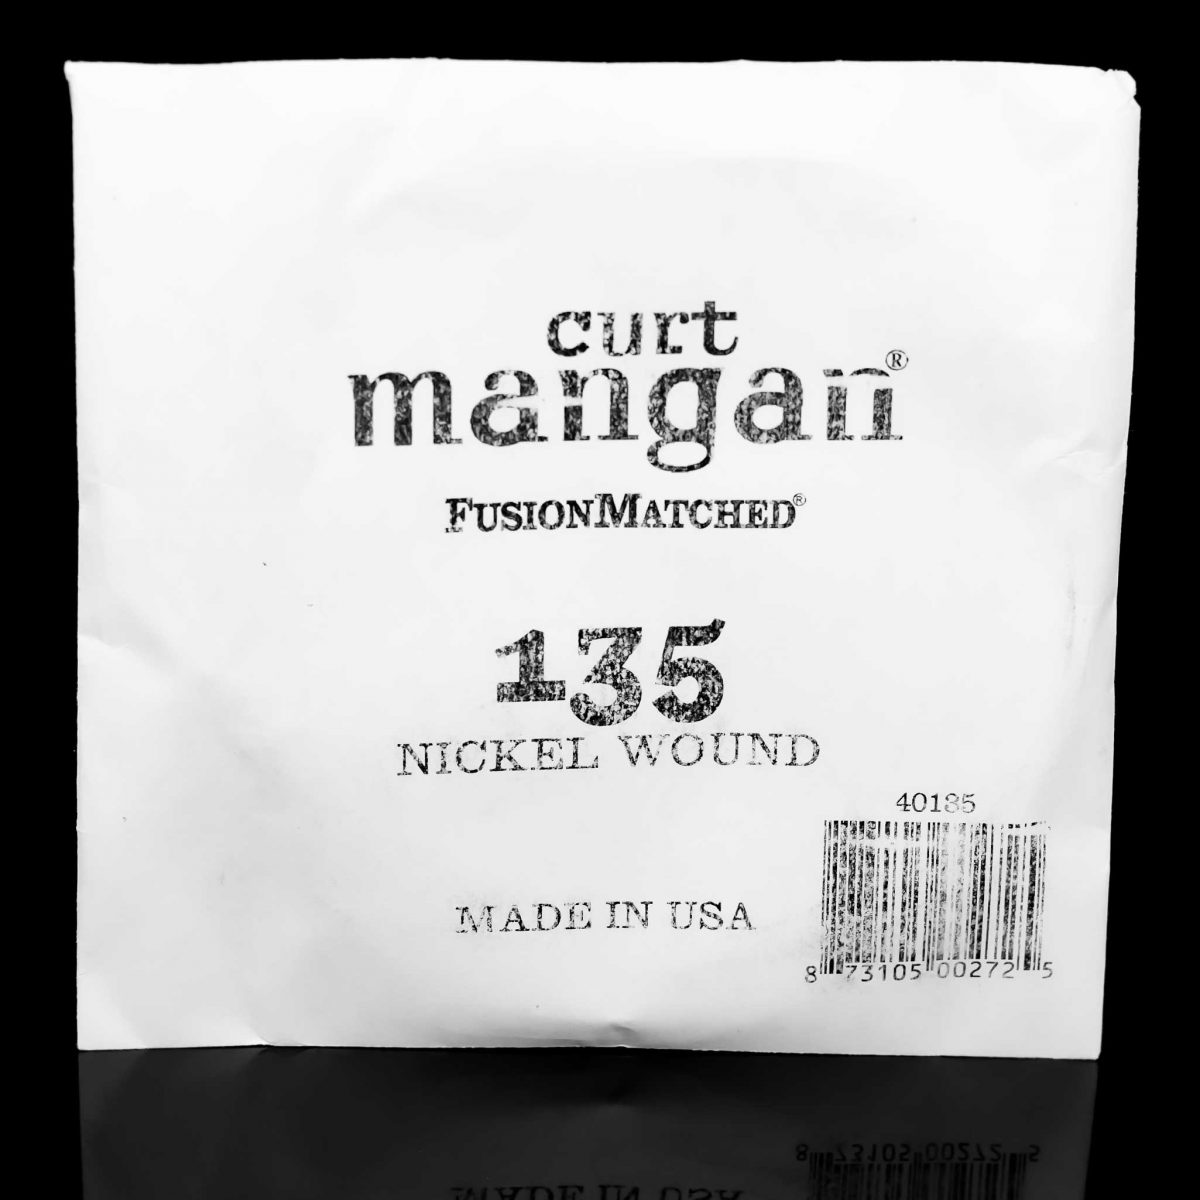 curt
mangan®
FUSIONMATCHED®
135
NICKEL WOUND
40135
MADE IN USA
8 73105 00272 5